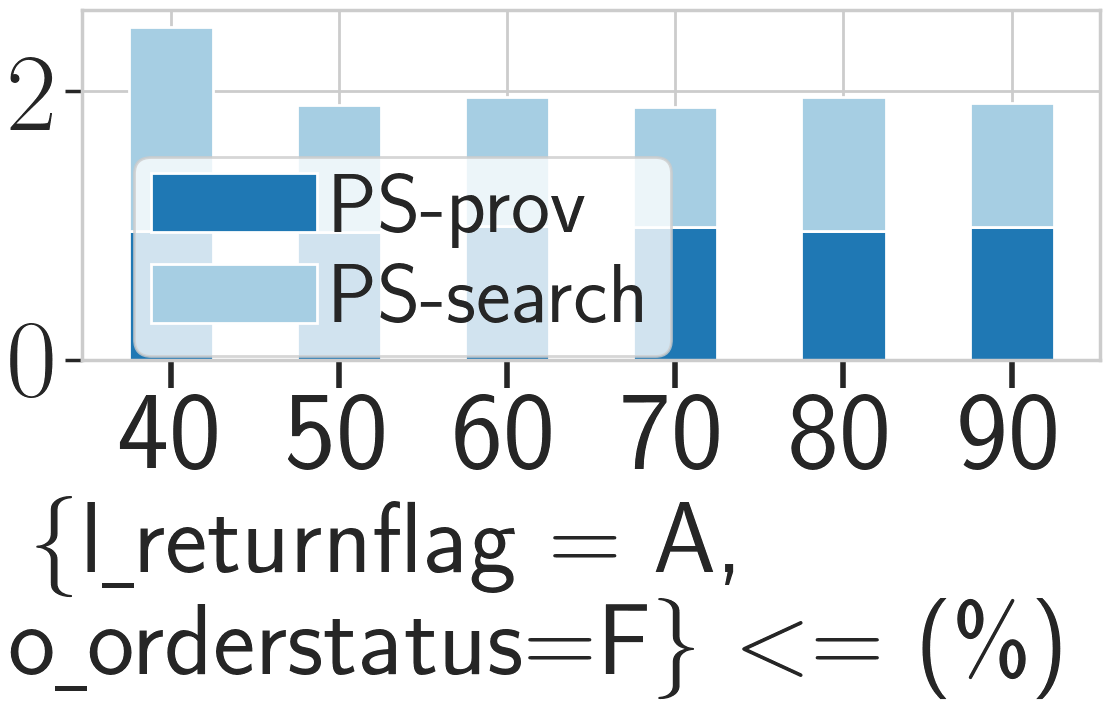 2
PS-prov
PS-search
0
40 50 60 70 80 90
{l_returnflag = A,
o_orderstatus=F} <= (%)